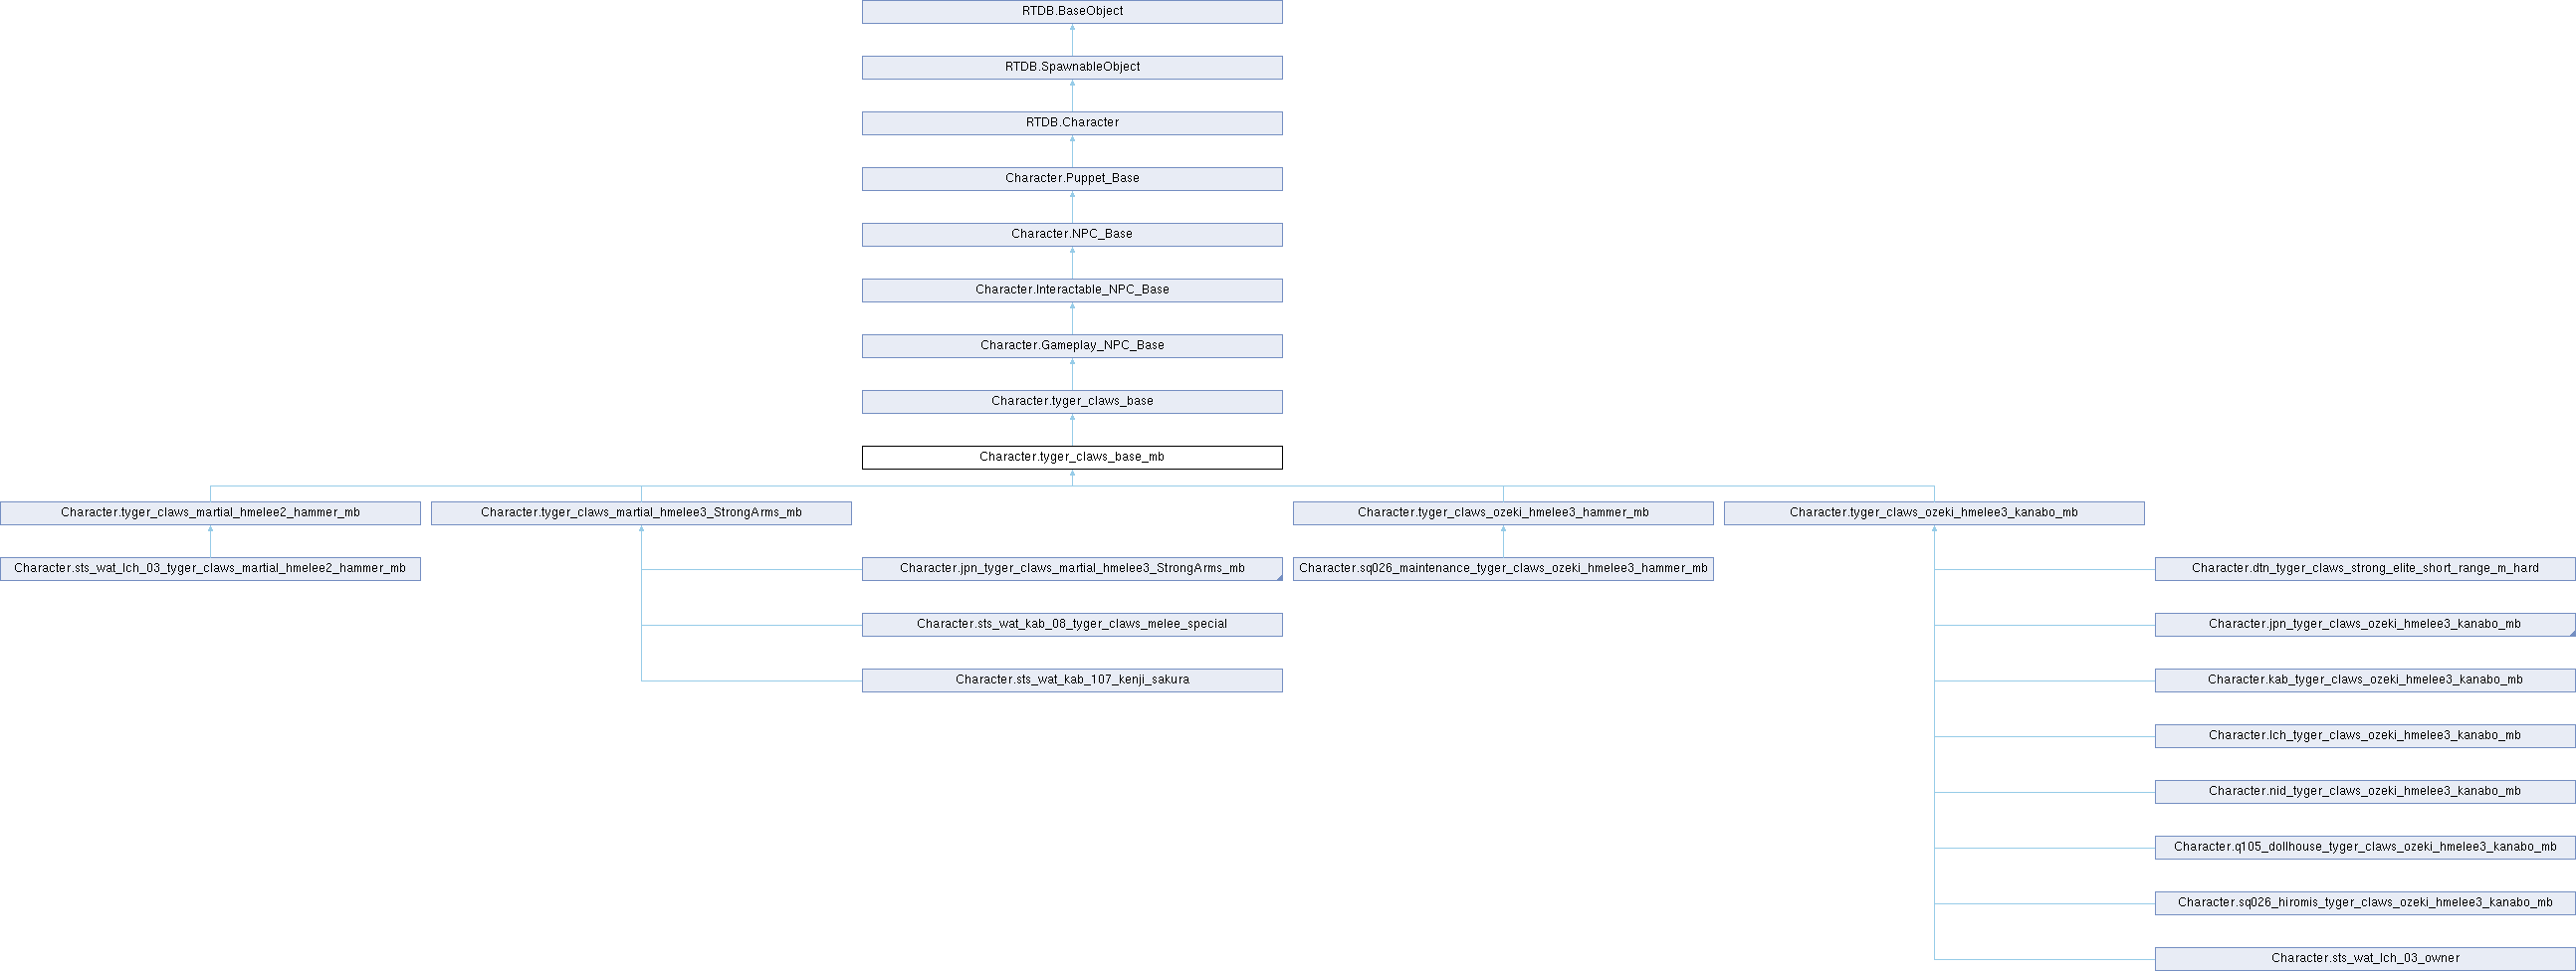 RTDB.BaseObject
RTDB.SpawnableObject
RTDB.Character
Character.Puppet_Base
Character.NPC_Base
Character.Interactable_NPC_Base
Character.Gameplay_NPC_Base
Character.tyger_claws_base
Character.tyger_claws_base_mb
Character.tyger_claws_martial_hmelee2_hammer_mb
Character.tyger_claws_martial_hmelee3_StrongArms_mb
Character.tyger_claws_ozeki_hmelee3_hammer_mb
Character.tyger_claws_ozeki_hmelee3_kanabo_mb
Character.sts_wat_lch_03_tyger_claws_martial_hmelee2_hammer_mb
Character.jpn_tyger_claws_martial_hmelee3_StrongArms_mb
Character.sq026_maintenance_tyger_claws_ozeki_hmelee3_hammer_mb
Character.dtn_tyger_claws_strong_elite_short_range_m_hard
Character.sts_wat_kab_08_tyger_claws_melee_special
Character.jpn_tyger_claws_ozeki_hmelee3_kanabo_mb
Character.sts_wat_kab_107_kenji_sakura
Character.kab_tyger_claws_ozeki_hmelee3_kanabo_mb
Character.lch_tyger_claws_ozeki_hmelee3_kanabo_mb
Character.nid_tyger_claws_ozeki_hmelee3_kanabo_mb
Character.q105_dollhouse_tyger_claws_ozeki_hmelee3_kanabo_mb
Character.sq026_hiromis_tyger_claws_ozeki_hmelee3_kanabo_mb
Character.sts_wat_lch_03_owner